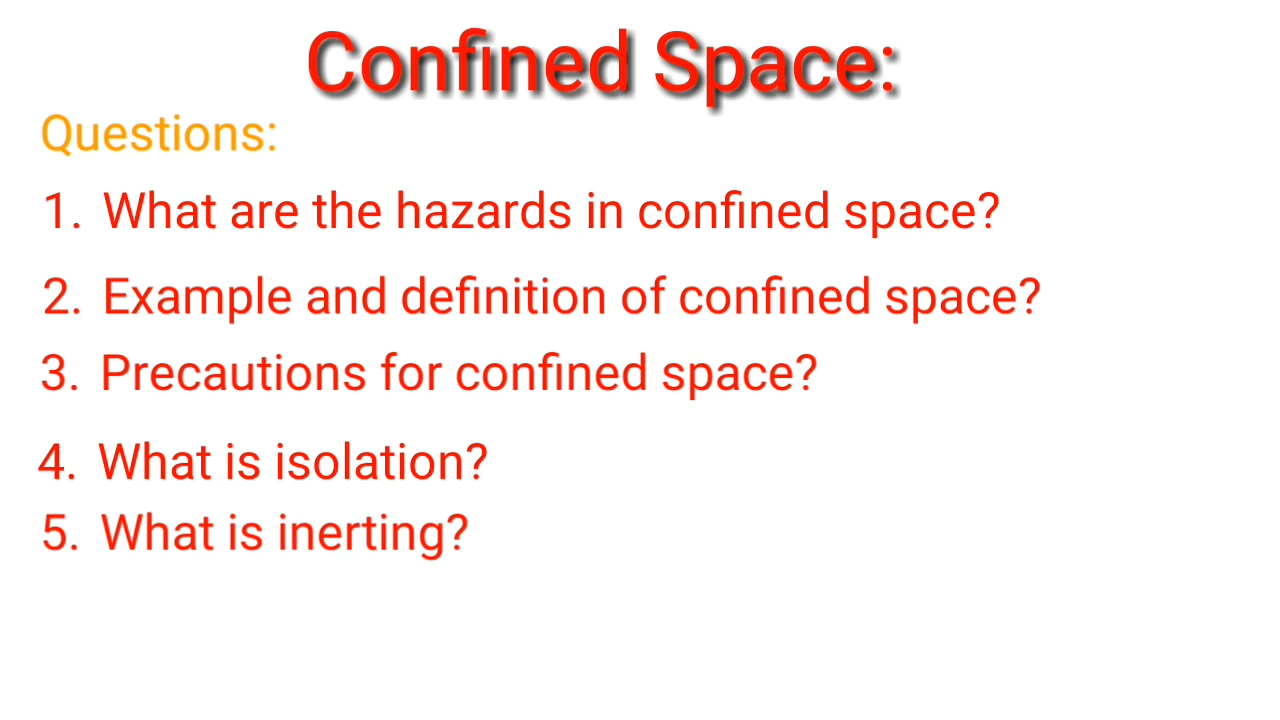 Confined Space:
Questions:
1. What are the hazards in confined space?
2. Example and definition of confined space?
3. Precautions for confined space?
4. What is isolation?
5. What is inerting?